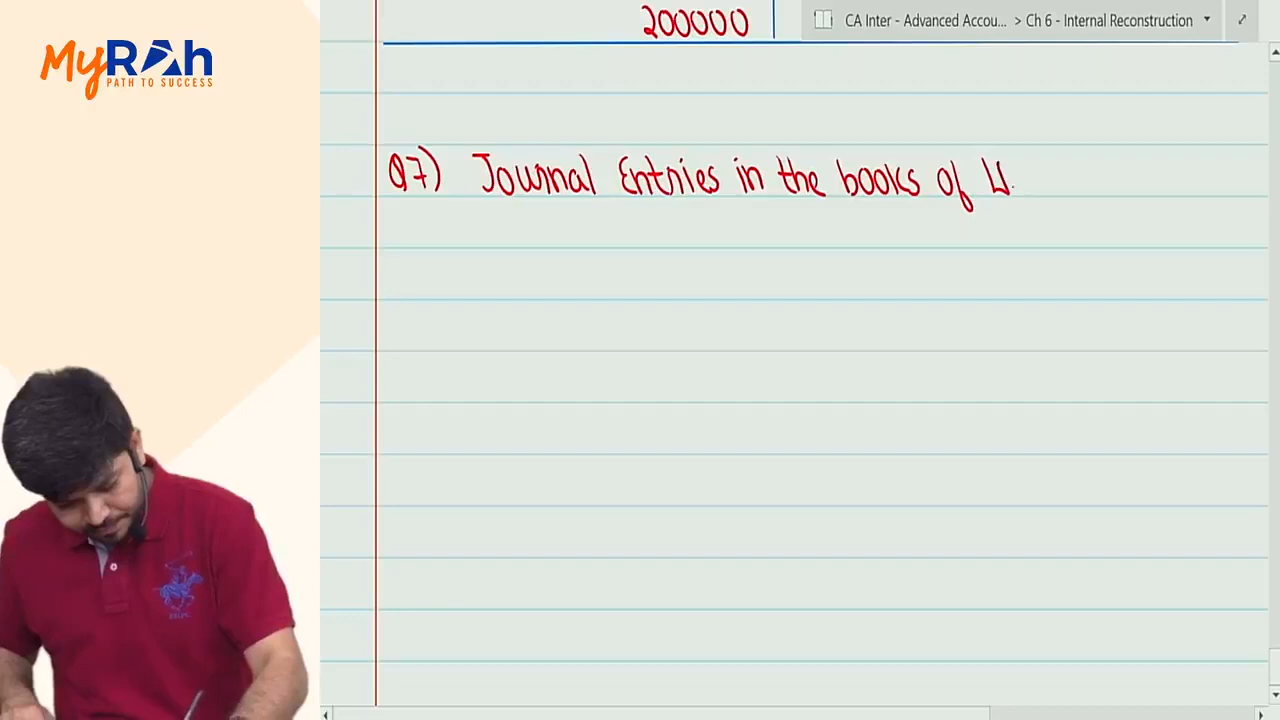 200000
CA Inter - Advanced Accou... > Ch 6 - Internal Reconstruction
MyRAh
PATH TO SUCCESS
Q7) Journal Entries in the books of